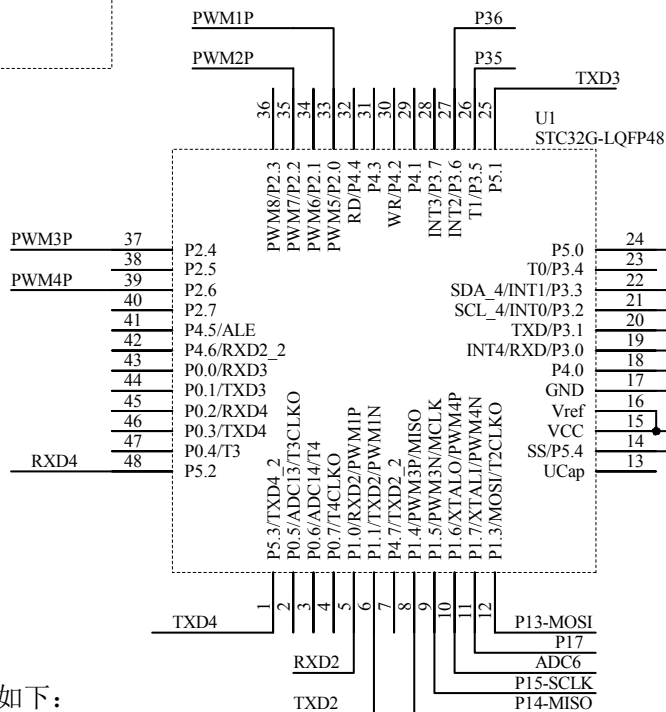 PWM1P
P36
PWM2P
P35
TXD3
36
35
34
33
32
31
30
29
28
27
26
25
U1
STC32G-LQFP48
PWM8/P2.3
PWM7/P2.2
PWM6/P2.1
PWM5/P2.0
RD/P4.4
P4.3
WR/P4.2
P4.1
INT3/P3.7
INT2/P3.6
T1/P3.5
P5.1
PWM3P 37 P2.4
38 P2.5
PWM4P 39 P2.6
40 P2.7
41 P4.5/ALE
42 P4.6/RXD2_2
43 P0.0/RXD3
44 P0.1/TXD3
45 P0.2/RXD4
46 P0.3/TXD4
47 P0.4/T3
RXD4 48 P5.2
P5.0 24
T0/P3.4 23
SDA_4/INT1/P3.3 22
SCL_4/INT0/P3.2 21
TXD/P3.1 20
INT4/RXD/P3.0 19
P4.0 18
GND 17
Vref 16
VCC 15
SS/P5.4 14
UCap 13
P5.3/TXD4_2
P0.5/ADC13/T3CLKO
P0.6/ADC14/T4
P0.7/T4CLKO
P1.0/RXD2/PWM1P
P1.1/TXD2/PWM1N
P4.7/TXD2_2
P1.4/PWM3P/MISO
P1.5/PWM3N/MCLK
P1.6/XTALO/PWM4P
P1.7/XTALI/PWM4N
P1.3/MOSI/T2CLKO
1
2
3
4
5
6
7
8
9
10
11
12
TXD4
P13-MOSI
P17
RXD2
ADC6
P15-SCLK
如下：
TXD2
P14-MISO